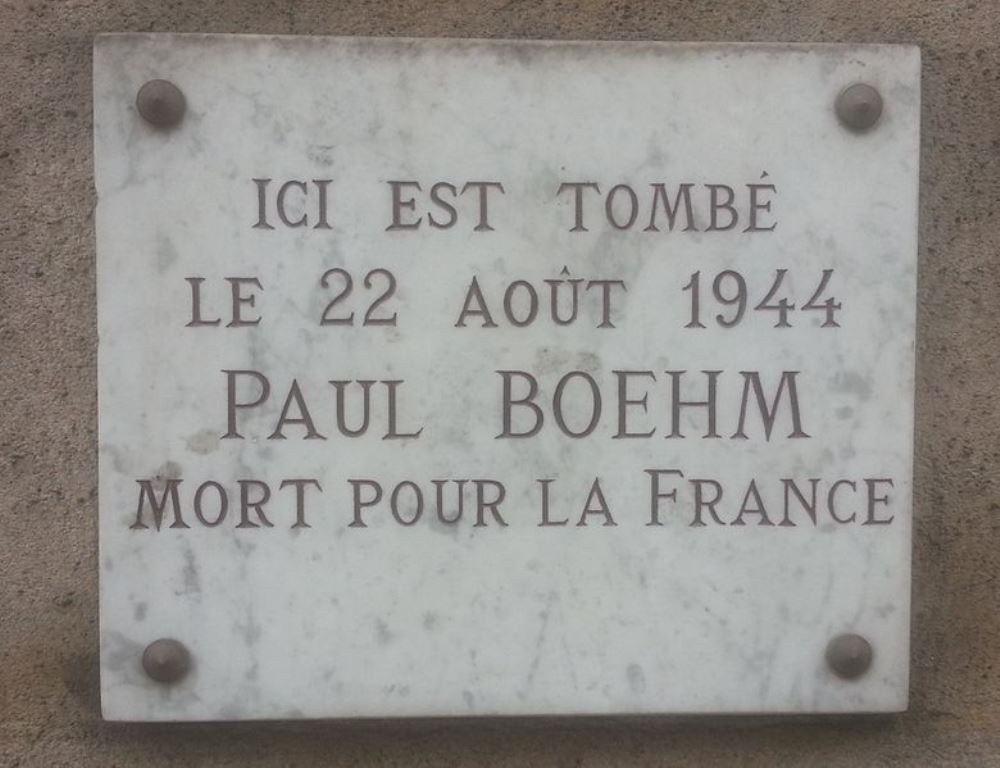 ICI EST TOMBÉ
LE 22 AOÛT 1944
PAUL BOEHM
MORT POUR LA FRANCE